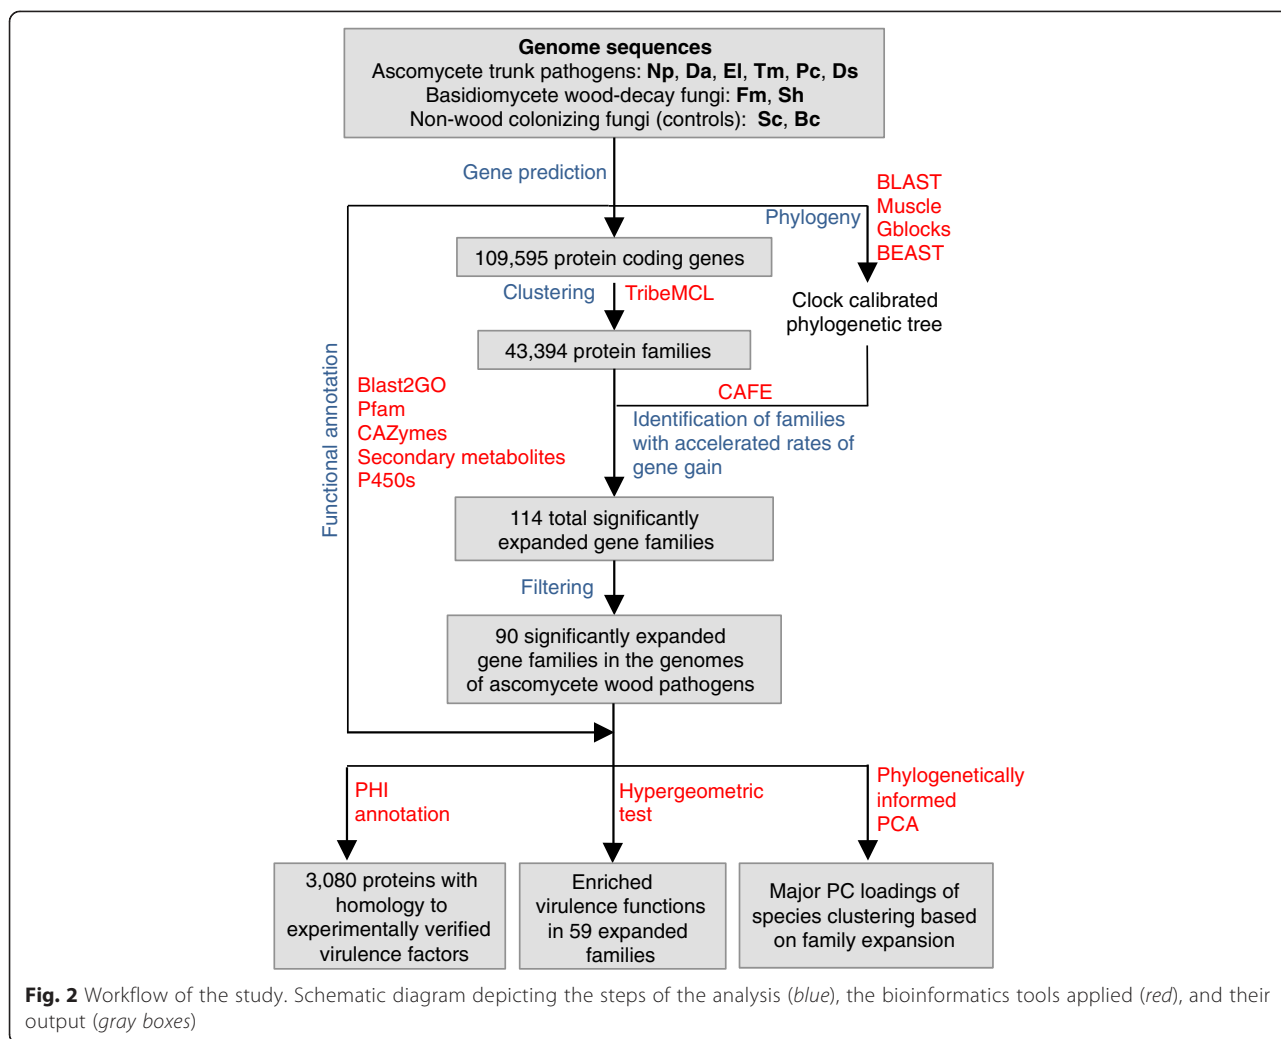 Genome sequences
Ascomycete trunk pathogens: Np, Da, El, Tm, Pc, Ds
Basidiomycete wood-decay fungi: Fm, Sh
Non-wood colonizing fungi (controls): Sc, Bc
Gene prediction
BLAST
Muscle
Gblocks
BEAST
Phylogeny
109,595 protein coding genes
Clustering
TribeMCL
Clock calibrated
phylogenetic tree
43,394 protein families
CAFE
Identification of families
with accelerated rates of
gene gain
Functional annotation
Blast2GO
Pfam
CAZymes
Secondary metabolites
P450s
114 total significantly
expanded gene families
Filtering
90 significantly expanded
gene families in the genomes
of ascomycete wood pathogens
PHI
annotation
Hypergeometric
test
Phylogenetically
informed
PCA
3,080 proteins with
homology to
experimentally verified
virulence factors
Enriched
virulence functions
in 59 expanded
families
Major PC loadings of
species clustering based
on family expansion
Fig. 2 Workflow of the study. Schematic diagram depicting the steps of the analysis (blue), the bioinformatics tools applied (red), and their
output (gray boxes)